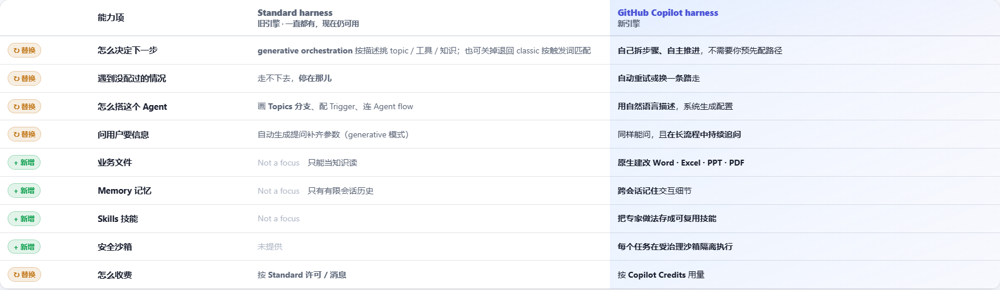 能力项
Standard harness
旧引擎 · 一直都有，现在仍可用
GitHub Copilot harness
新引擎
↻ 替换 怎么决定下一步 generative orchestration 按描述挑 topic / 工具 / 知识；也可关掉退回 classic 按触发词匹配 自己拆步骤、自主推进，不需要你预先配路径
↻ 替换 遇到没配过的情况 走不下去，停在那儿 自动重试或换一条路走
↻ 替换 怎么搭这个 Agent 画 Topics 分支、配 Trigger、连 Agent flow 用自然语言描述，系统生成配置
↻ 替换 问用户要信息 自动生成提问补齐参数（generative 模式） 同样能问，且在长流程中持续追问
+ 新增 业务文件 Not a focus 只能当知识读 原生建改 Word · Excel · PPT · PDF
+ 新增 Memory 记忆 Not a focus 只有有限会话历史 跨会话记住交互细节
+ 新增 Skills 技能 Not a focus 把专家做法存成可复用技能
+ 新增 安全沙箱 未提供 每个任务在受治理沙箱隔离执行
↻ 替换 怎么收费 按 Standard 许可 / 消息 按 Copilot Credits 用量